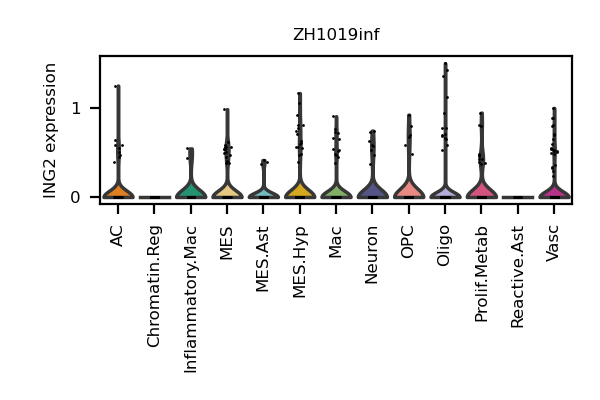 ZH1019inf
ING2 expression
1
0
AC
Chromatin.Reg
Inflammatory.Mac
MES
MES.Ast
MES.Hyp
Mac
Neuron
OPC
Oligo
Prolif.Metab
Reactive.Ast
Vasc